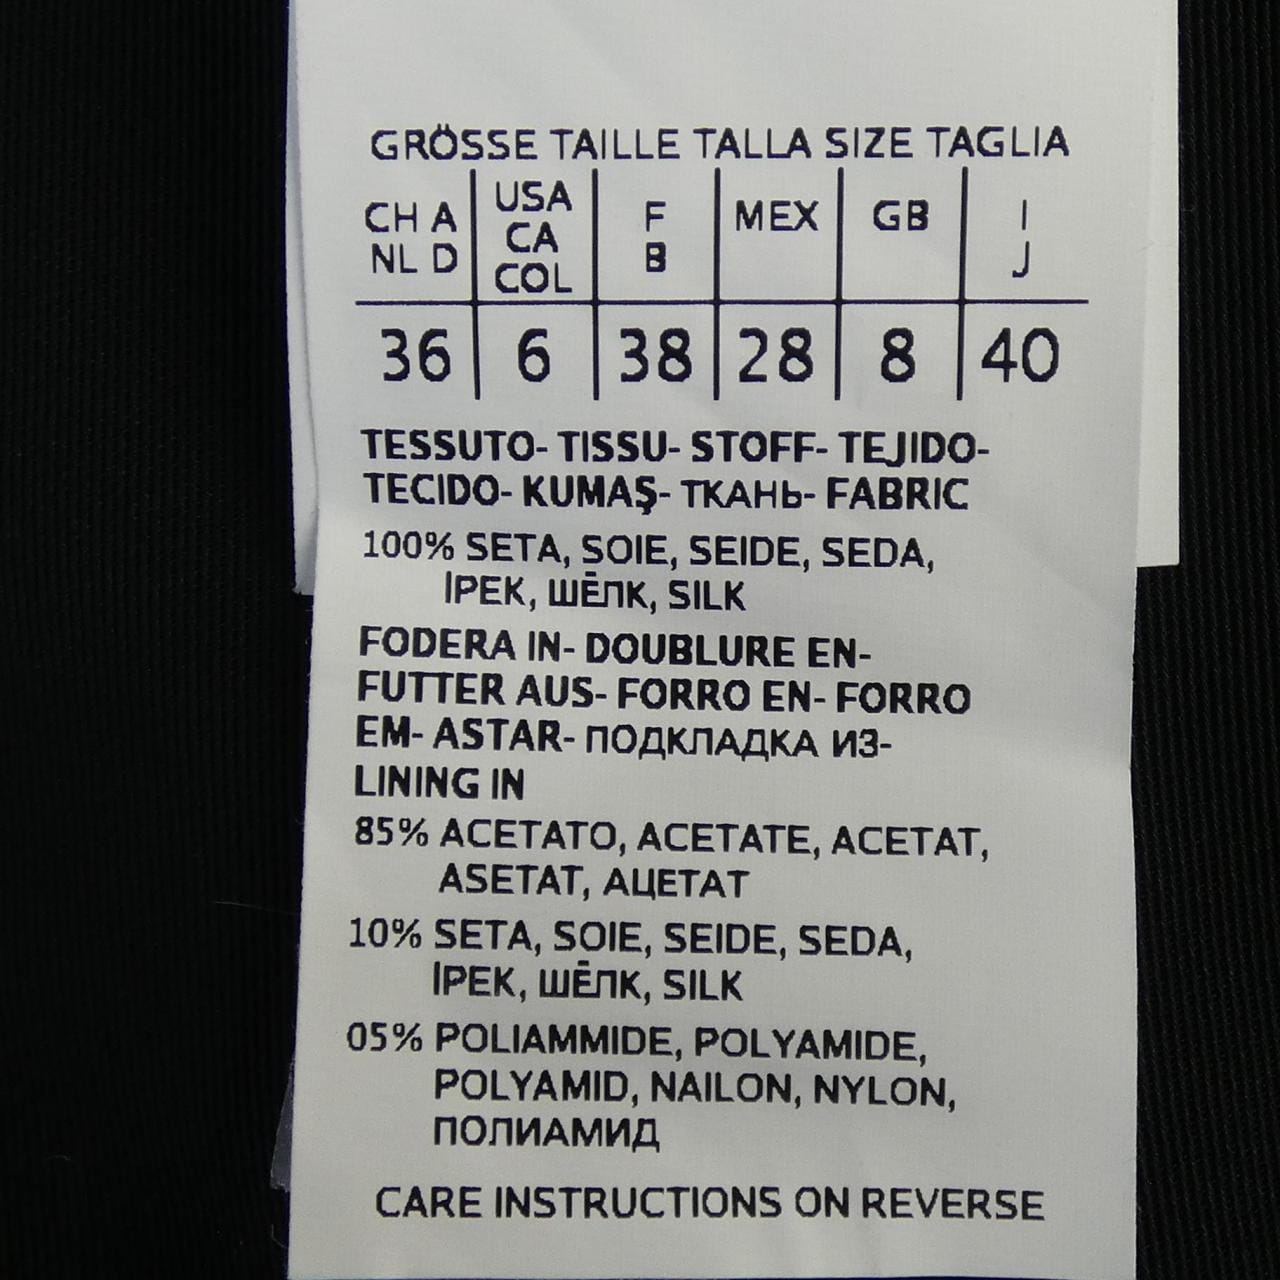 GRÖSSE TAILLE TALLA SIZE TAGLIA
CH A NL D | USA CA COL | F B | MEX | GB | I J
36 | 6 | 38 | 28 | 8 | 40
TESSUTO- TISSU- STOFF- TEJIDO-
TECIDO- KUMAŞ- ТКАНЬ- FABRIC
100% SETA, SOIE, SEIDE, SEDA,
İPEK, ШЁЛК, SILK
FODERA IN- DOUBLURE EN-
FUTTER AUS- FORRO EN- FORRO
EM- ASTAR- ПОДКЛАДКА ИЗ-
LINING IN
85% ACETATO, ACETATE, ACETAT,
ASETAT, АЦЕТАТ
10% SETA, SOIE, SEIDE, SEDA,
İPEK, ШЁЛК, SILK
05% POLIAMMIDE, POLYAMIDE,
POLYAMID, NAILON, NYLON,
ПОЛИАМИД
CARE INSTRUCTIONS ON REVERSE